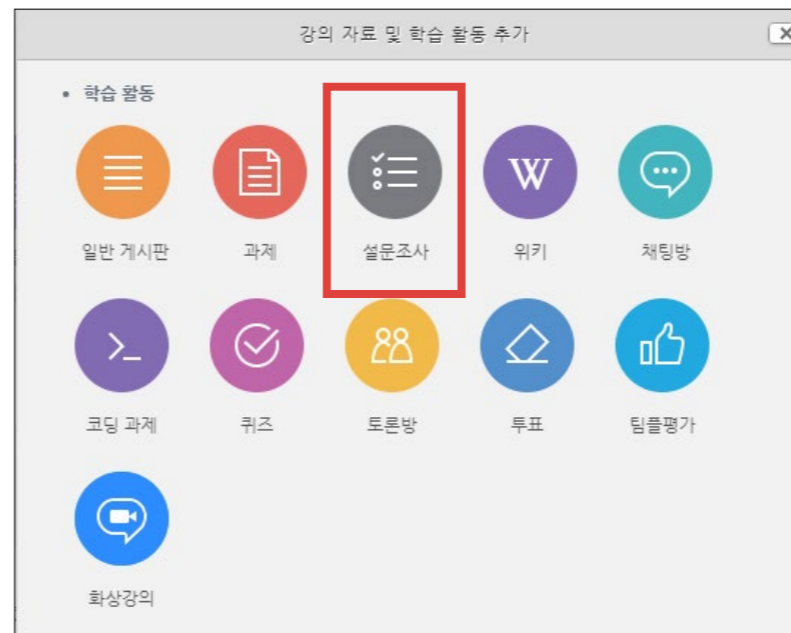 강의 자료 및 학습 활동 추가
학습 활동
일반 게시판 과제 설문조사 위키 채팅방
코딩 과제 퀴즈 토론방 투표 팀플평가
화상강의